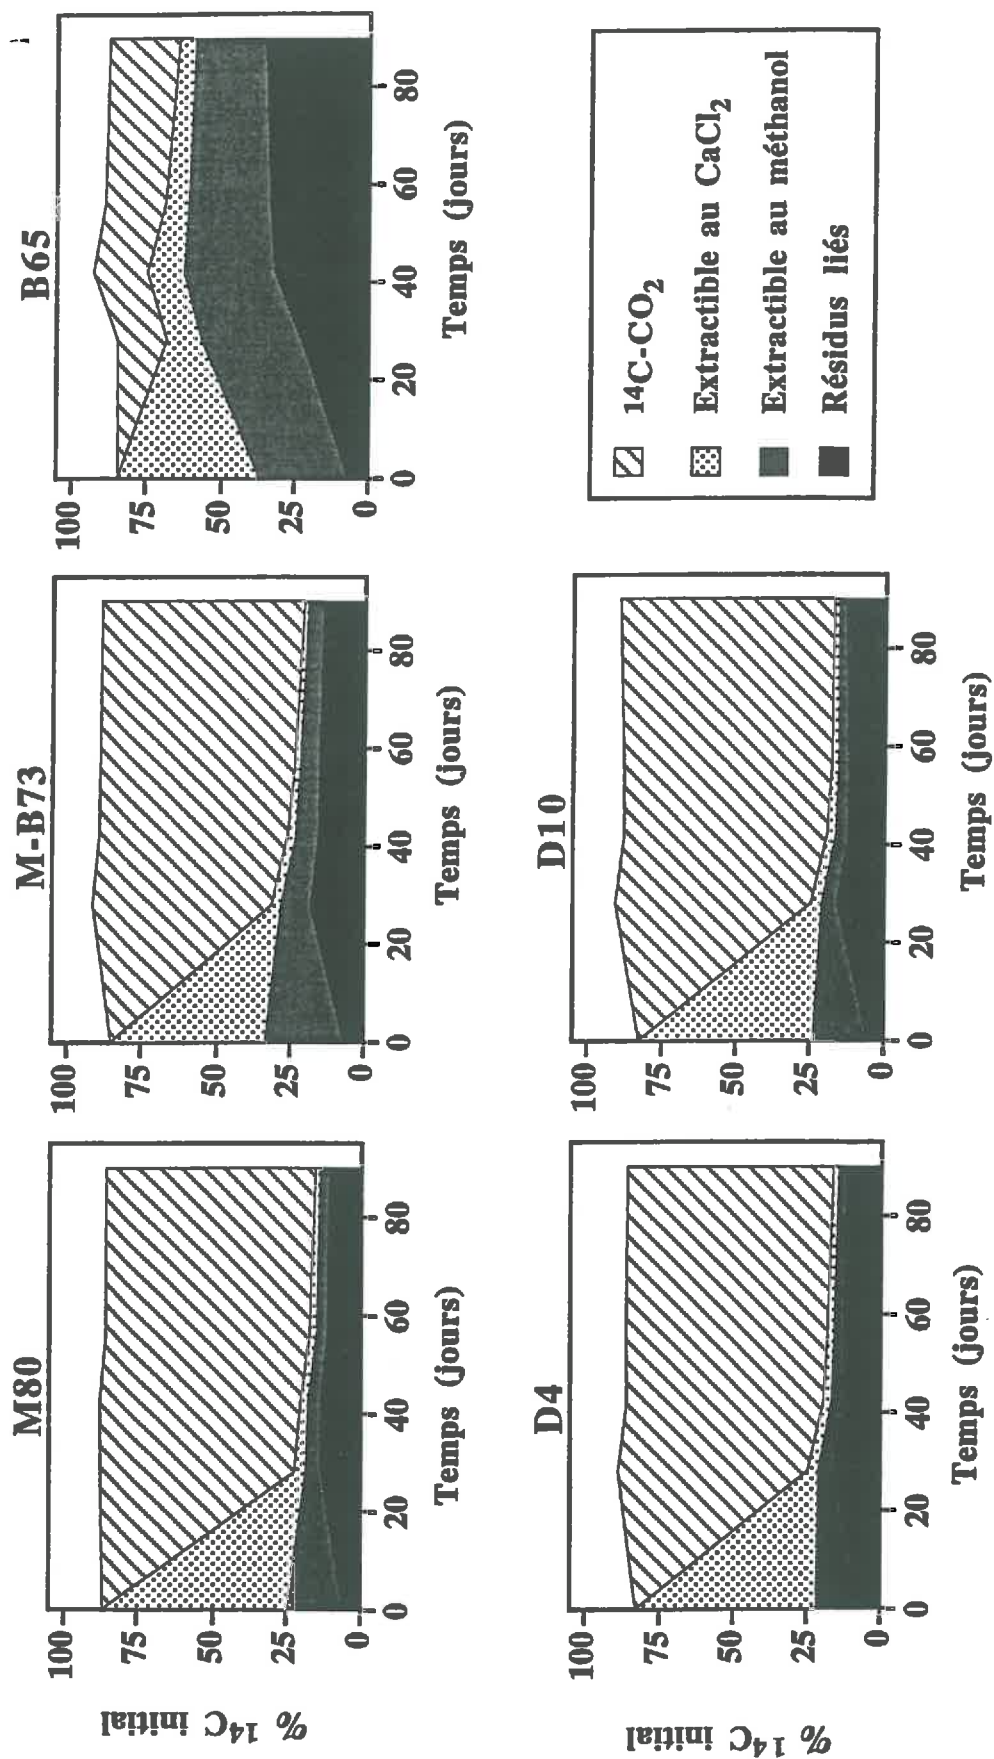 M80
% ¹⁴C initial
100
75
50
25
0
0 20 40 60 80
Temps (jours)
M-B73
100
75
50
25
0
0 20 40 60 80
Temps (jours)
B65
100
75
50
25
0
0 20 40 60 80
Temps (jours)
D4
% ¹⁴C initial
100
75
50
25
0
0 20 40 60 80
Temps (jours)
D10
100
75
50
25
0
0 20 40 60 80
Temps (jours)
¹⁴C-CO₂
Extractible au CaCl₂
Extractible au méthanol
Résidus liés